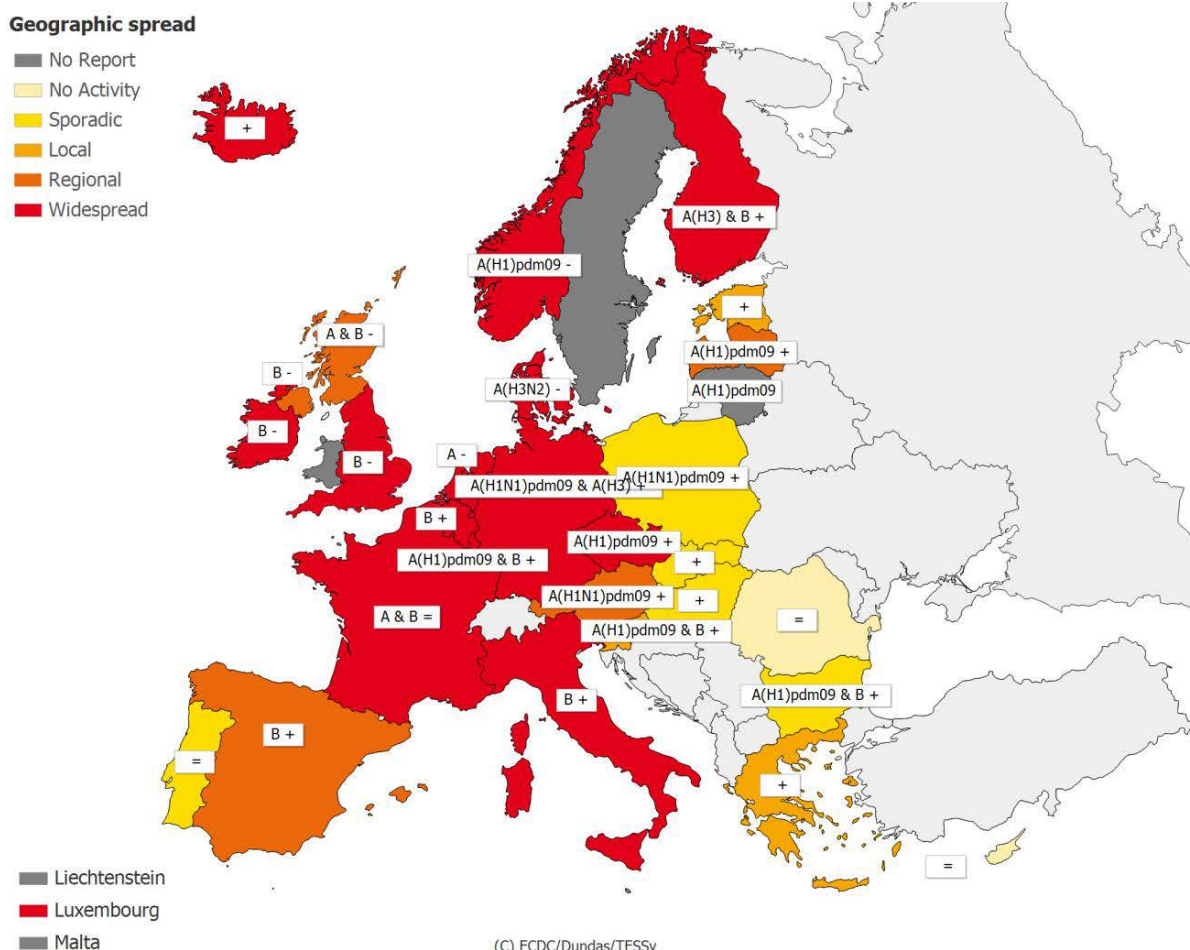 Geographic spread
No Report
No Activity
Sporadic
Local
Regional
Widespread
+
A(H3) & B +
A(H1)pdm09 -
+
A & B -
A(H1)pdm09 +
B -
A(H3N2) -
A(H1)pdm09
B -
B -
A -
A(H1N1)pdm09 & A(H3) +
A(H1N1)pdm09 +
B +
A(H1)pdm09 +
A(H1)pdm09 & B +
+
A(H1N1)pdm09 +
+
A & B =
=
A(H1)pdm09 & B +
B +
A(H1)pdm09 & B +
B +
=
+
=
Liechtenstein
Luxembourg
Malta
(C) ECDC/Dundas/TESSy